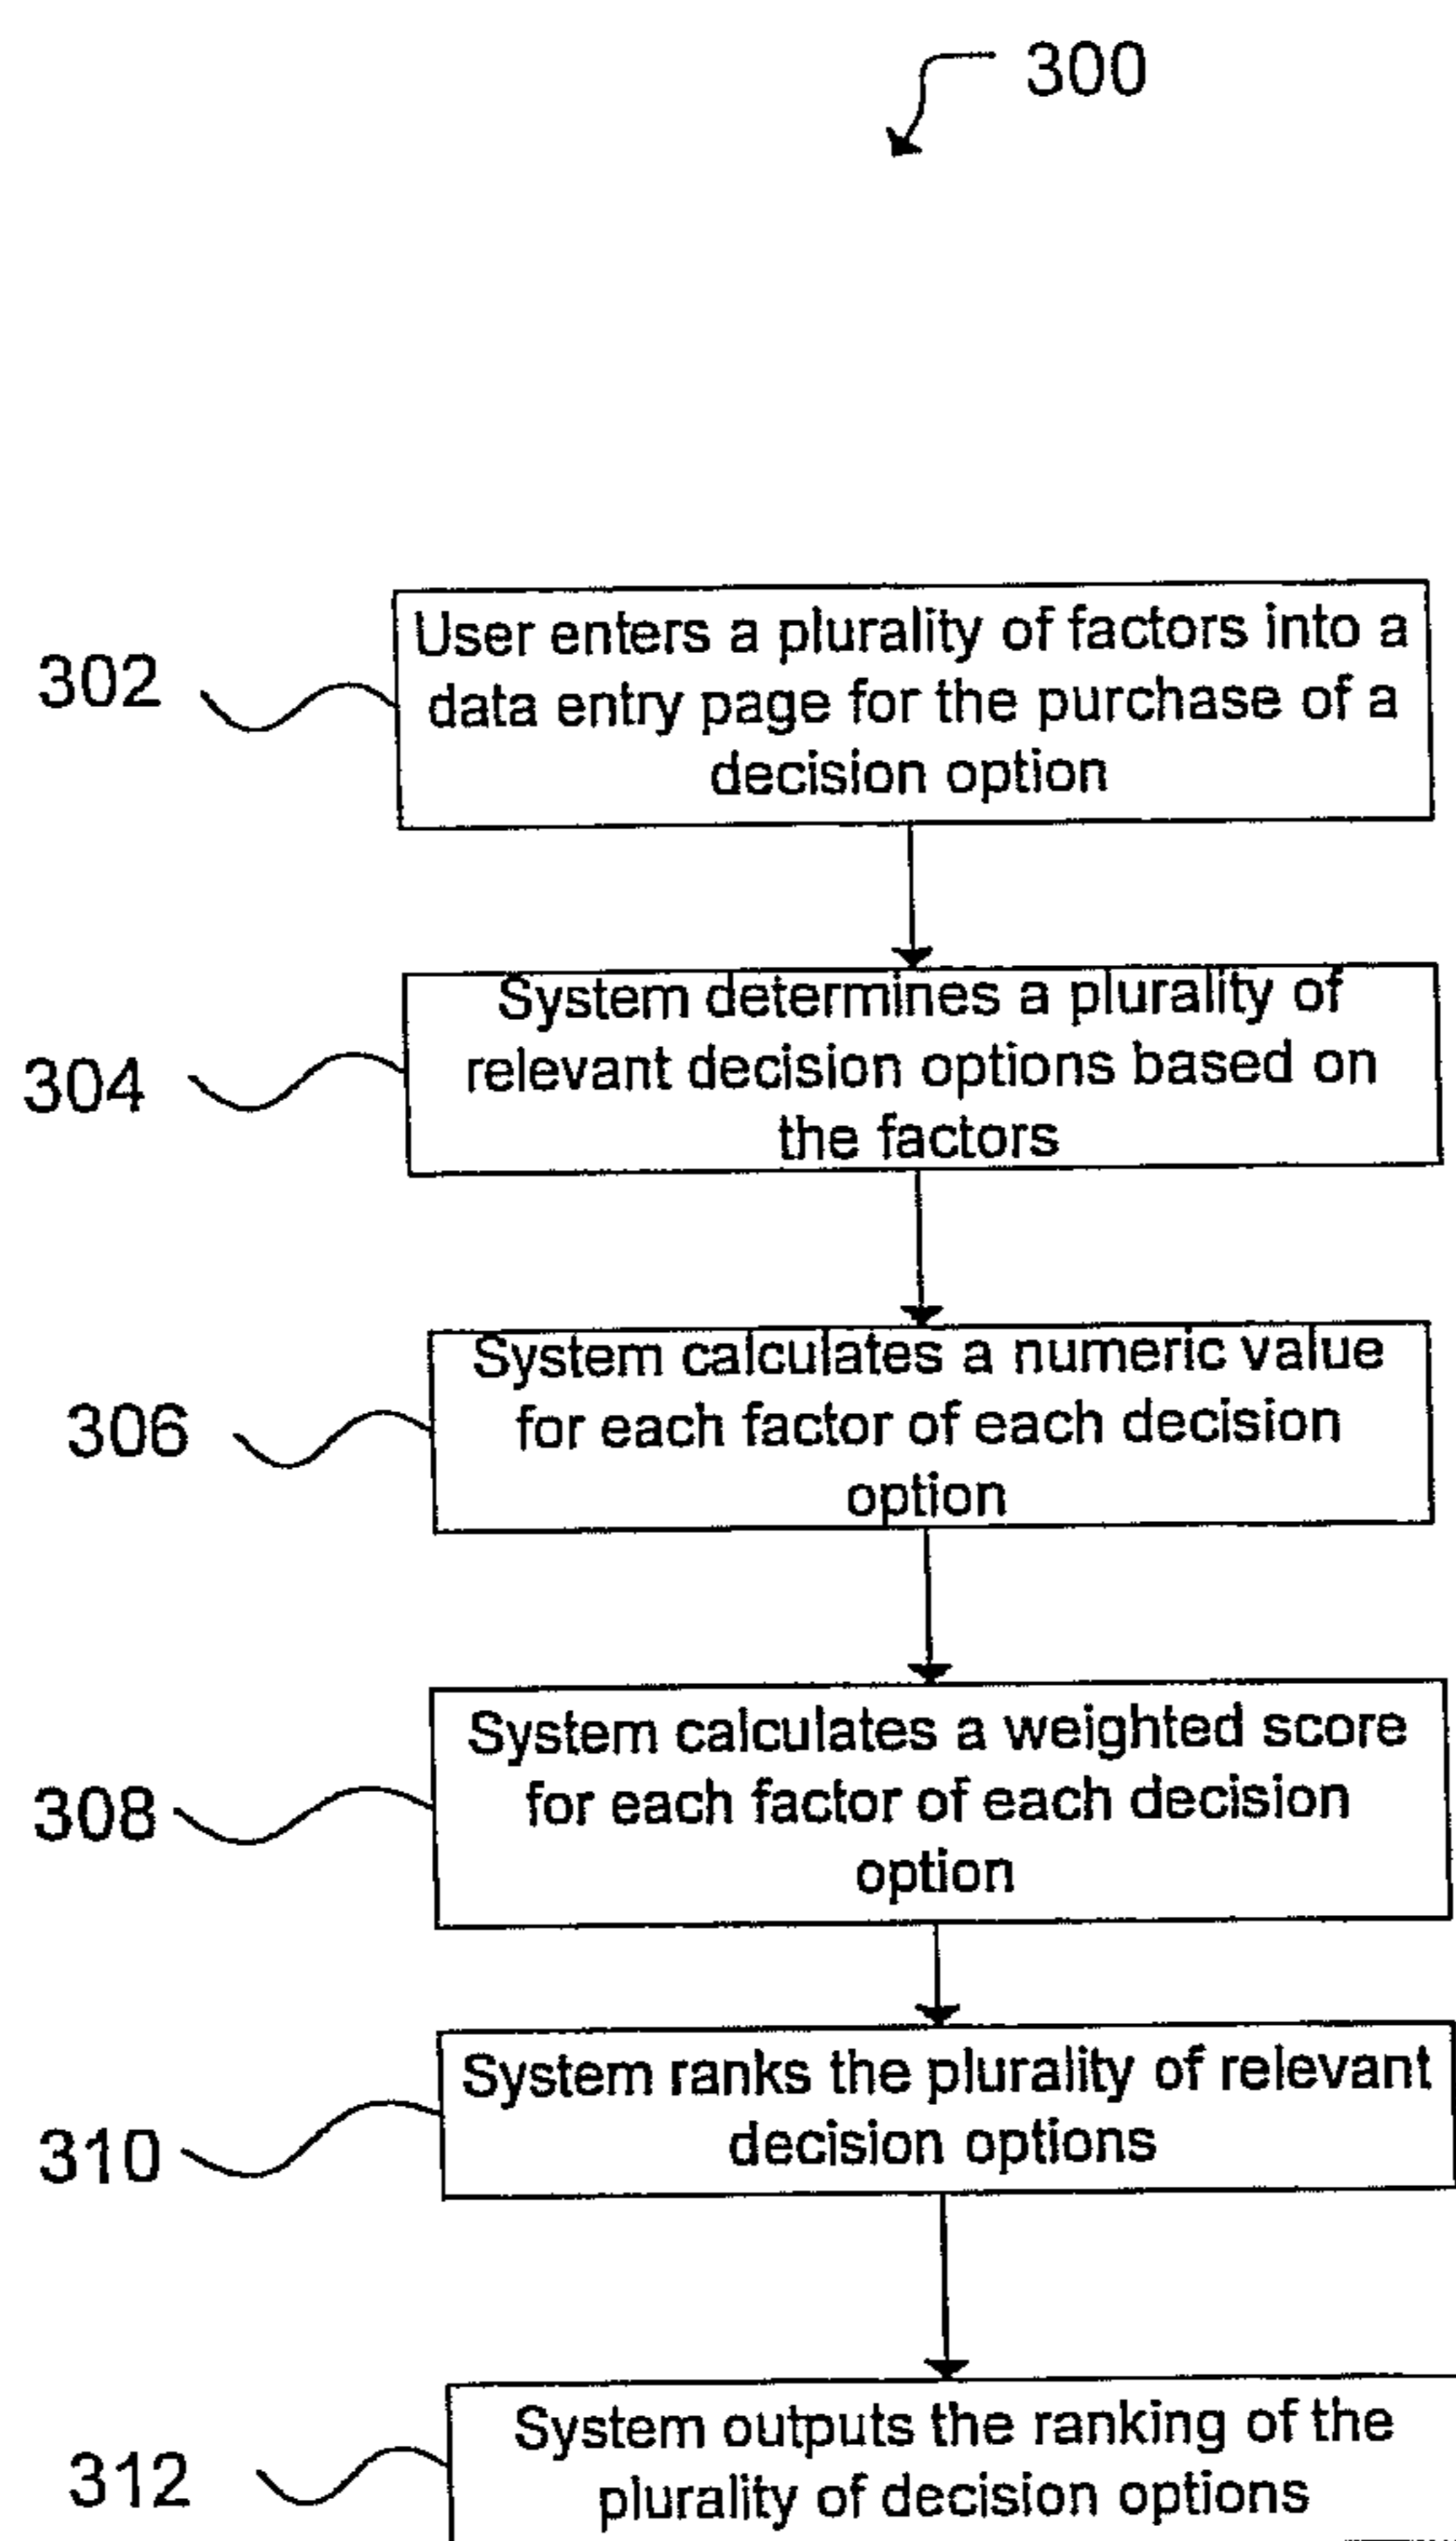 300
302
User enters a plurality of factors into a
data entry page for the purchase of a
decision option
304
System determines a plurality of
relevant decision options based on
the factors
306
System calculates a numeric value
for each factor of each decision
option
308
System calculates a weighted score
for each factor of each decision
option
310
System ranks the plurality of relevant
decision options
312
System outputs the ranking of the
plurality of decision options